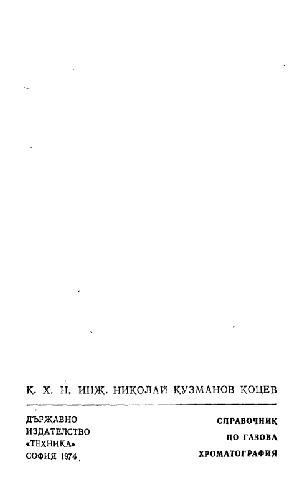 К. Х. Н. ИНЖ. НИКОЛАЙ КУЗМАНОВ КОЦЕВ
ДЪРЖАВНО
ИЗДАТЕЛСТВО
«ТЕХНИКА»
СОФИЯ 1974
СПРАВОЧНИК
ПО ГАЗОВА
ХРОМАТОГРАФИЯ